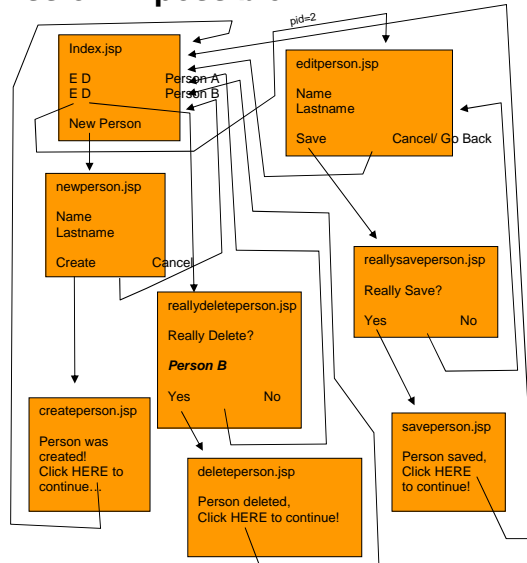 pid=2
Index.jsp
E D Person A
E D Person B
New Person
editperson.jsp
Name
Lastname
Save Cancel/ Go Back
newperson.jsp
Name
Lastname
Create Cancel
reallysaveperson.jsp
Really Save?
Yes No
reallydeleteperson.jsp
Really Delete?
Person B
Yes No
createperson.jsp
Person was
created!
Click HERE to
continue...
saveperson.jsp
Person saved,
Click HERE
to continue!
deleteperson.jsp
Person deleted,
Click HERE to continue!